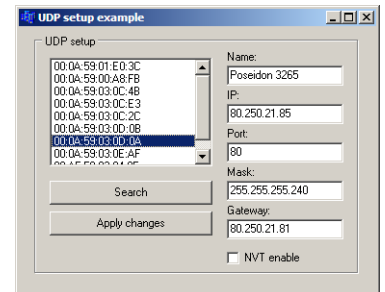 UDP setup example
UDP setup
00:0A:59:01:E0:3C
00:0A:59:00:A8:FB
00:0A:59:03:0C:4B
00:0A:59:03:0C:E3
00:0A:59:03:0C:2C
00:0A:59:03:0D:0B
00:0A:59:03:0D:0A
00:0A:59:03:0E:AF
Search
Apply changes
Name:
Poseidon 3265
IP:
80.250.21.85
Port:
80
Mask:
255.255.255.240
Gateway:
80.250.21.81
NVT enable